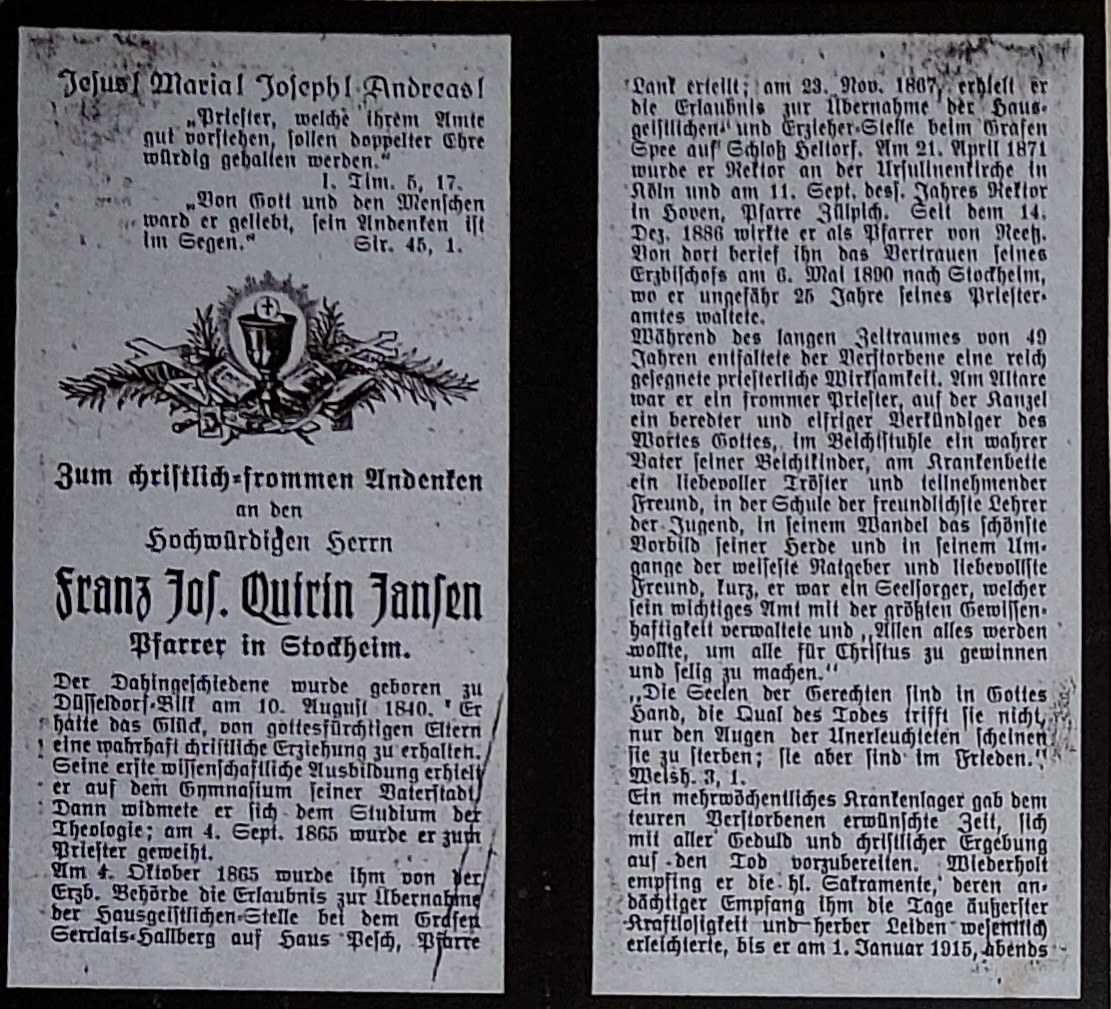 Jesus! Maria! Joseph! Andreas!
„Priester, welche ihrem Amte
gut vorstehen, sollen doppelter Ehre
würdig gehalten werden.“
I. Tim. 5, 17.
„Von Gott und den Menschen
ward er geliebt, sein Andenken ist
im Segen.“ Sir. 45, 1.
Zum christlich-frommen Andenken
an den
Hochwürdigen Herrn
Franz Jos. Quirin Jansen
Pfarrer in Stockheim.
Der Dahingeschiedene wurde geboren zu
Düsseldorf-Bilk am 10. August 1840. Er
hatte das Glück, von gottesfürchtigen Eltern
eine wahrhaft christliche Erziehung zu erhalten.
Seine erste wissenschaftliche Ausbildung erhielt
er auf dem Gymnasium seiner Vaterstadt.
Dann widmete er sich dem Studium der
Theologie; am 4. Sept. 1865 wurde er zum
Priester geweiht.
Am 4. Oktober 1865 wurde ihm von der
Erzb. Behörde die Erlaubnis zur Übernahme
der Hausgeistlichen-Stelle bei dem Grafen
Serclais-Hallberg auf Haus Pesch, Pfarre
Lank erteilt; am 23. Nov. 1867, erhielt er
die Erlaubnis zur Übernahme der Haus-
geistlichen- und Erzieher-Stelle beim Grafen
Spee auf Schloß Heltorf. Am 21. April 1871
wurde er Rektor an der Ursulinenkirche in
Köln und am 11. Sept. dess. Jahres Rektor
in Hoven, Pfarre Zülpich. Seit dem 14.
Dez. 1886 wirkte er als Pfarrer von Reetz.
Von dort berief ihn das Vertrauen seines
Erzbischofs am 6. Mai 1890 nach Stockheim,
wo er ungefähr 25 Jahre seines Priester-
amtes waltete.
Während des langen Zeitraumes von 49
Jahren entfaltete der Verstorbene eine reich
gesegnete priesterliche Wirksamkeit. Am Altare
war er ein frommer Priester, auf der Kanzel
ein beredter und eifriger Verkündiger des
Wortes Gottes, im Beichtstuhle ein wahrer
Vater seiner Beichtkinder, am Krankenbette
ein liebevoller Tröster und teilnehmender
Freund, in der Schule der freundlichste Lehrer
der Jugend, in seinem Wandel das schönste
Vorbild seiner Herde und in seinem Um-
gange der weiseste Ratgeber und liebevollste
Freund, kurz, er war ein Seelsorger, welcher
sein wichtiges Amt mit der größten Gewissen-
haftigkeit verwaltete und „Allen alles werden
wollte, um alle für Christus zu gewinnen
und selig zu machen.“
„Die Seelen der Gerechten sind in Gottes
Hand, die Qual des Todes trifft sie nicht,
nur den Augen der Unerleuchteten scheinen
sie zu sterben; sie aber sind im Frieden.“
Weish. 3, 1.
Ein mehrwöchentliches Krankenlager gab dem
teuren Verstorbenen erwünschte Zeit, sich
mit aller Geduld und christlicher Ergebung
auf den Tod vorzubereiten. Wiederholt
empfing er die hl. Sakramente, deren an-
dächtiger Empfang ihm die Tage äußerster
Kraftlosigkeit und herber Leiden wesentlich
erleichterte, bis er am 1. Januar 1915, abends